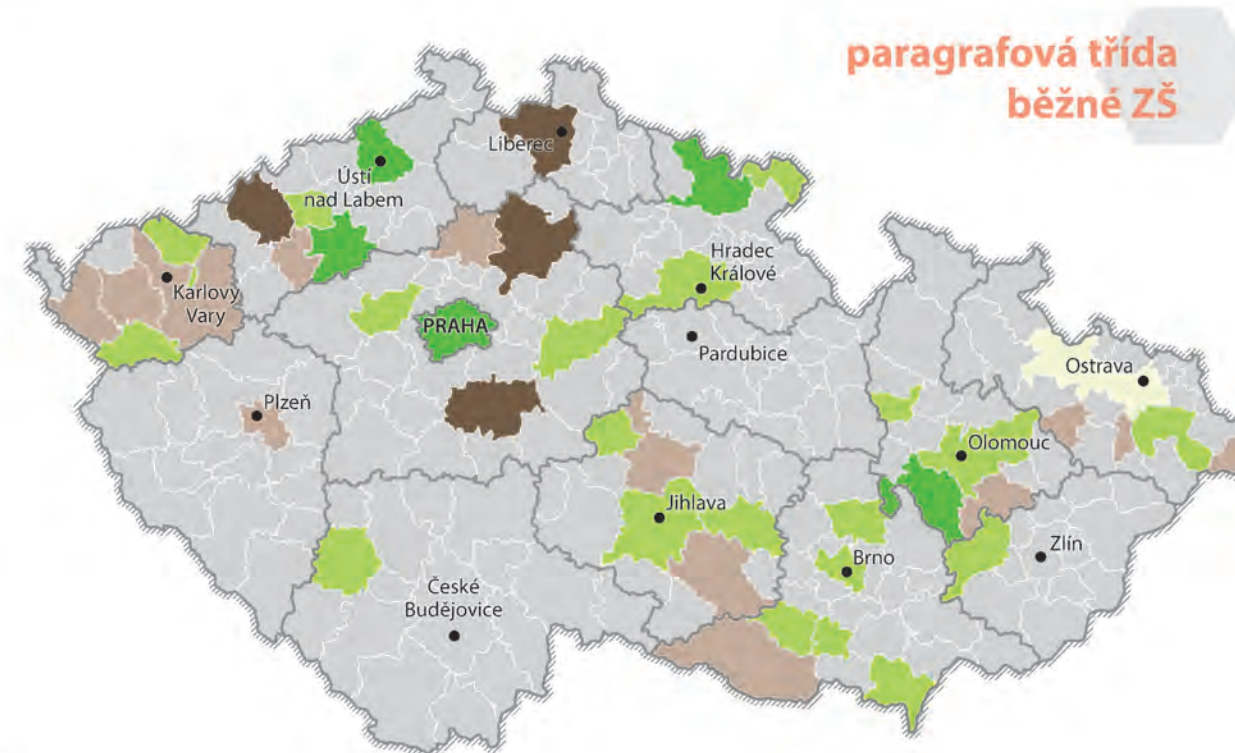 paragrafová třída
běžné ZŠ
Liberec
Ústí
nad Labem
Hradec
Králové
Karlovy
Vary
PRAHA
Pardubice
Ostrava
Plzeň
Olomouc
Jihlava
Brno
Zlín
České
Budějovice